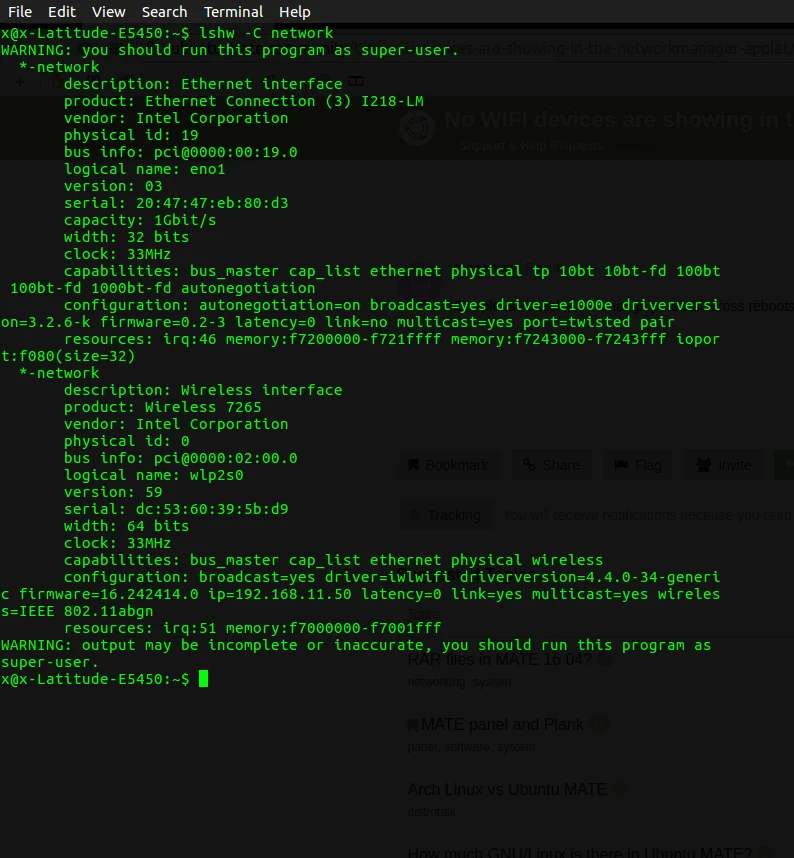 File Edit View Search Terminal Help
x@x-Latitude-E5450:~$ lshw -C network
WARNING: you should run this program as super-user.
*-network
description: Ethernet interface
product: Ethernet Connection (3) I218-LM
vendor: Intel Corporation
physical id: 19
bus info: pci@0000:00:19.0
logical name: eno1
version: 03
serial: 20:47:47:eb:80:d3
capacity: 1Gbit/s
width: 32 bits
clock: 33MHz
capabilities: bus_master cap_list ethernet physical tp 10bt 10bt-fd 100bt
100bt-fd 1000bt-fd autonegotiation
configuration: autonegotiation=on broadcast=yes driver=e1000e driverversi
on=3.2.6-k firmware=0.2-3 latency=0 link=no multicast=yes port=twisted pair
resources: irq:46 memory:f7200000-f721ffff memory:f7243000-f7243fff iopor
t:f080(size=32)
*-network
description: Wireless interface
product: Wireless 7265
vendor: Intel Corporation
physical id: 0
bus info: pci@0000:02:00.0
logical name: wlp2s0
version: 59
serial: dc:53:60:39:5b:d9
width: 64 bits
clock: 33MHz
capabilities: bus_master cap_list ethernet physical wireless
configuration: broadcast=yes driver=iwlwifi driverversion=4.4.0-34-generi
c firmware=16.242414.0 ip=192.168.11.50 latency=0 link=yes multicast=yes wireles
s=IEEE 802.11abgn
resources: irq:51 memory:f7000000-f7001fff
WARNING: output may be incomplete or inaccurate, you should run this program as
super-user.
x@x-Latitude-E5450:~$
es-are-showing-in-the-networkmanager-applet
No WIFI devices are showing in
Support & Help Requests
ross reboots
Bookmark Share Flag Invite
Tracking You will receive notifications because you read
Topic
RAR files in MATE 16.04?
networking, system
MATE panel and Plank
panel, software, system
Arch Linux vs Ubuntu MATE
distrotalk
How much GNU/Linux is there in Ubuntu MATE?